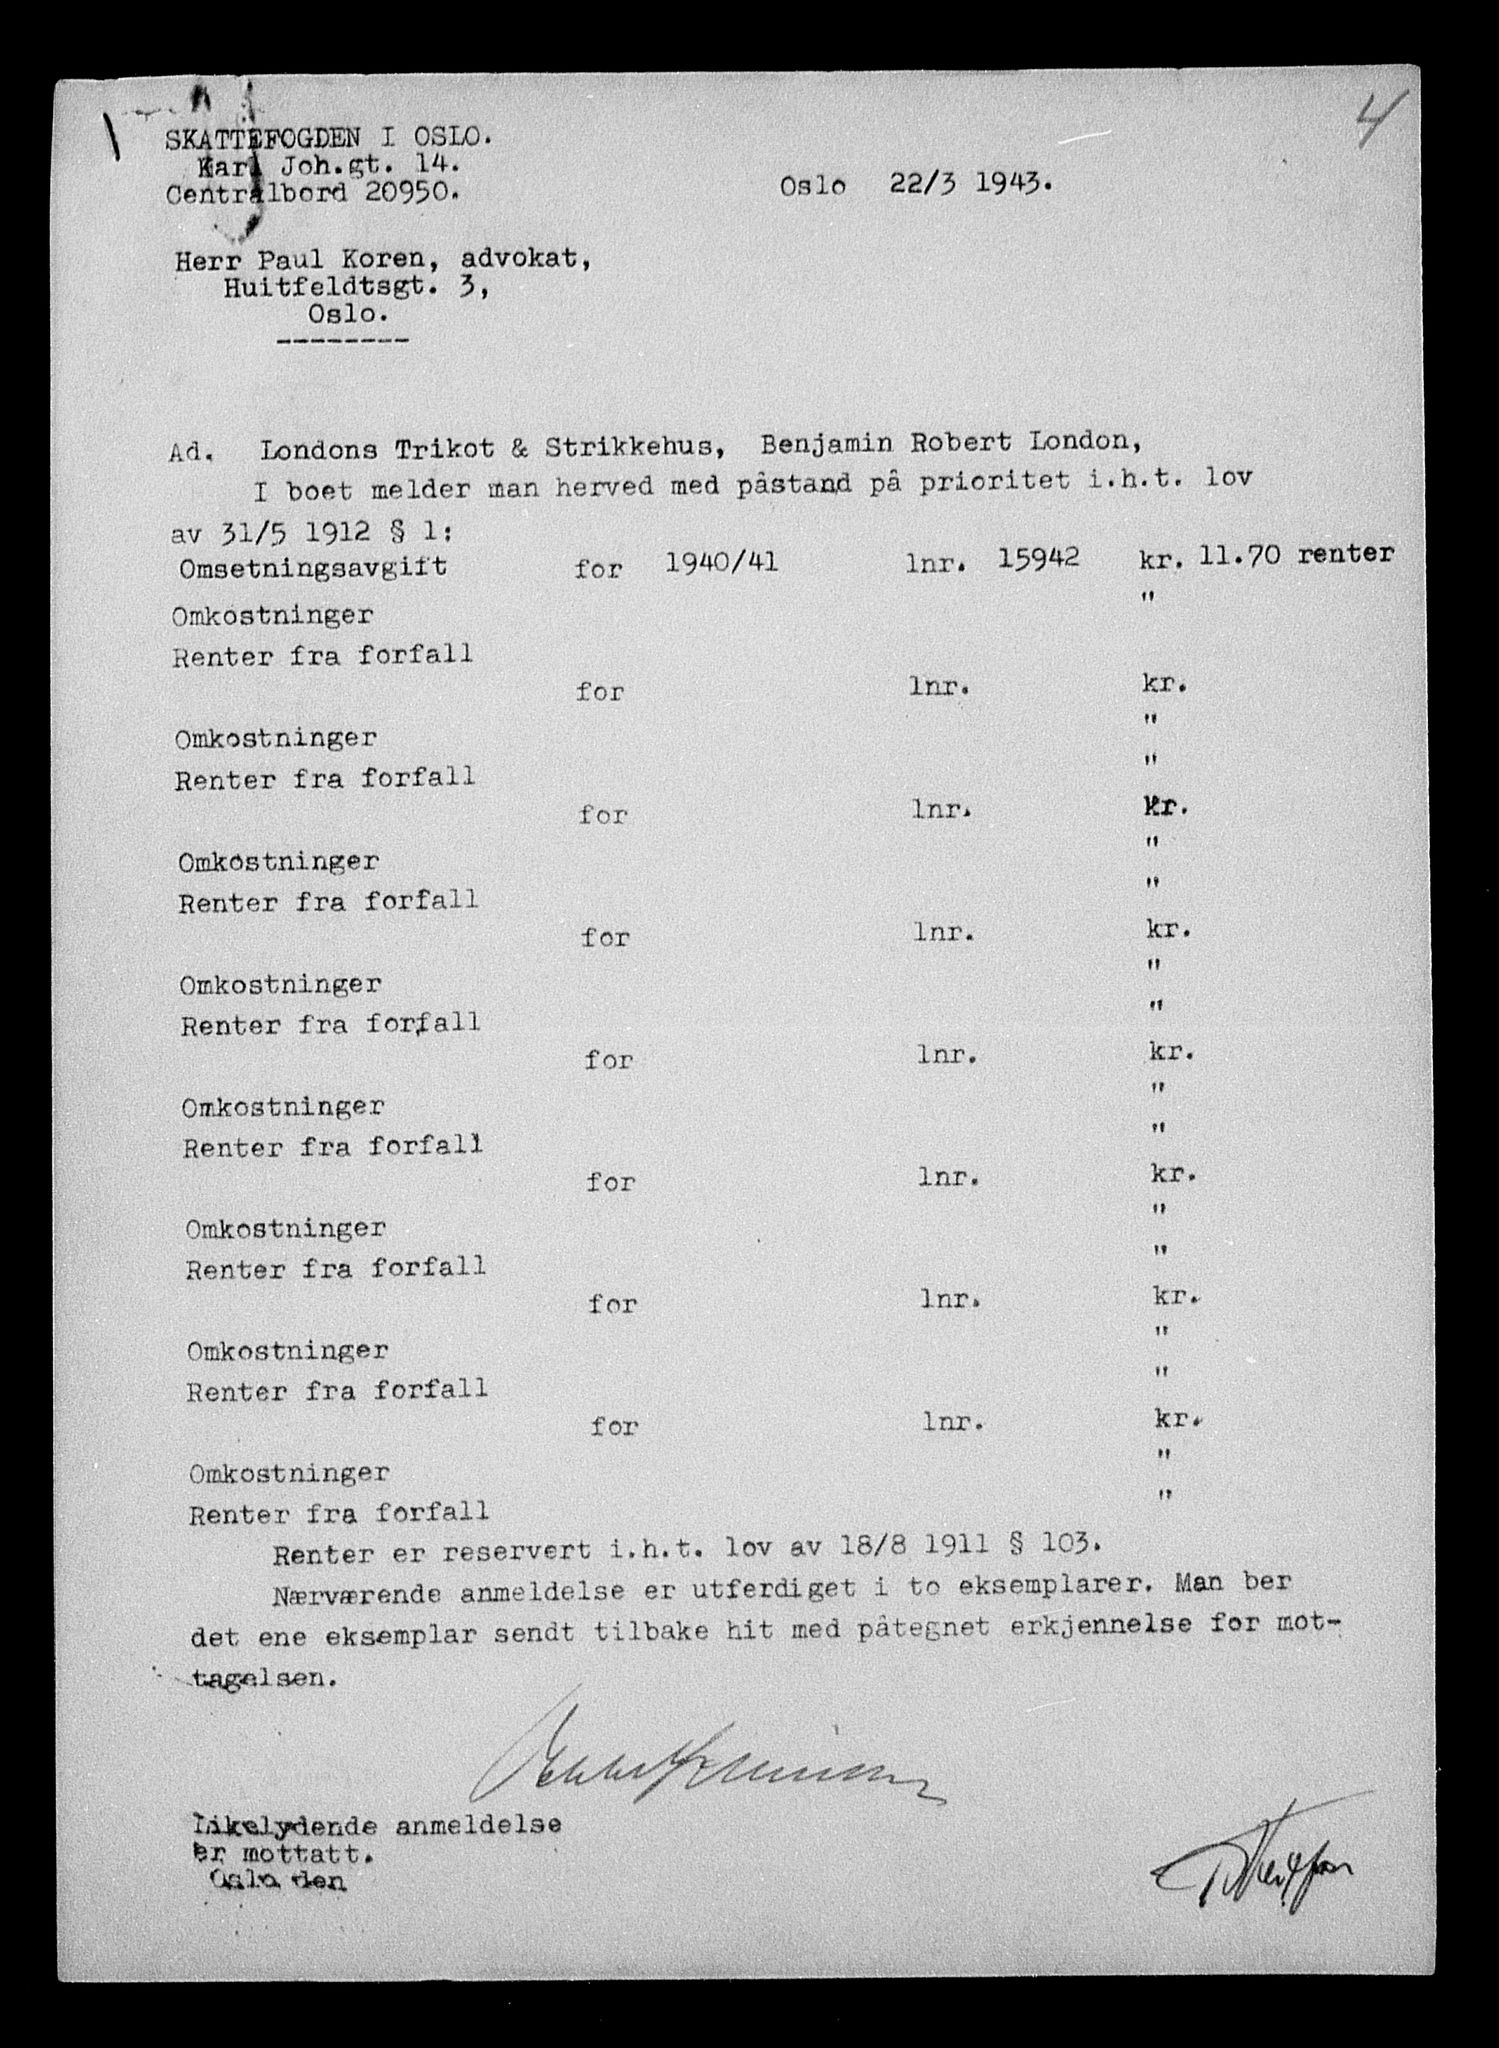 4
SKATTEFOGDEN I OSLO.
Karl Joh.gt. 14.
Centralbord 20950.
Oslo 22/3 1943.
Herr Paul Koren, advokat,
Huitfeldtsgt. 3,
Oslo.
--------
Ad. Londons Trikot & Strikkehus, Benjamin Robert London,
I boet melder man herved med påstand på prioritet i.h.t. lov
av 31/5 1912 § 1:
Omsetningsavgift for 1940/41 lnr. 15942 kr. 11.70 renter
Omkostninger "
Renter fra forfall
for lnr. kr.
Omkostninger "
Renter fra forfall "
for lnr. kr.
Omkostninger "
Renter fra forfall "
for lnr. kr.
Omkostninger "
Renter fra forfall "
for lnr. kr.
Omkostninger "
Renter fra forfall "
for lnr. kr.
Omkostninger "
Renter fra forfall "
for lnr. kr.
Omkostninger "
Renter fra forfall "
for lnr. kr.
Omkostninger "
Renter fra forfall "
Renter er reservert i.h.t. lov av 18/8 1911 § 103.
Nærværende anmeldelse er utferdiget i to eksemplarer. Man ber
det ene eksemplar sendt tilbake hit med påtegnet erkjennelse for mot-
tagelsen.
Likelydende anmeldelse
er mottatt.
Oslo den